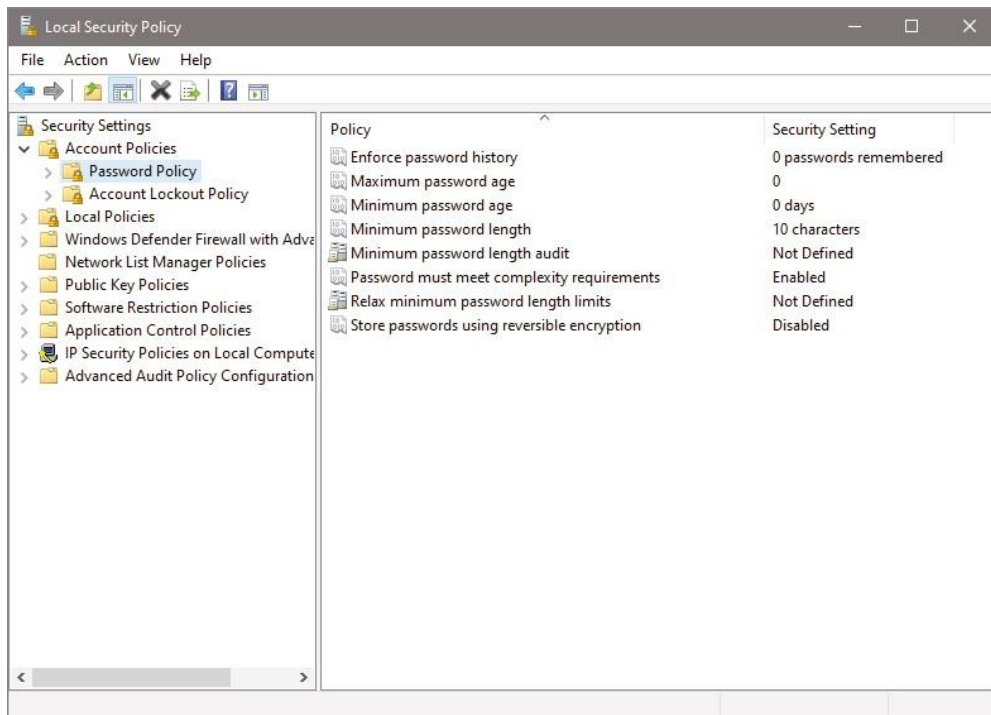 Local Security Policy
File Action View Help
Security Settings
Account Policies
Password Policy
Account Lockout Policy
Local Policies
Windows Defender Firewall with Adva
Network List Manager Policies
Public Key Policies
Software Restriction Policies
Application Control Policies
IP Security Policies on Local Compute
Advanced Audit Policy Configuration
Policy Security Setting
Enforce password history 0 passwords remembered
Maximum password age 0
Minimum password age 0 days
Minimum password length 10 characters
Minimum password length audit Not Defined
Password must meet complexity requirements Enabled
Relax minimum password length limits Not Defined
Store passwords using reversible encryption Disabled